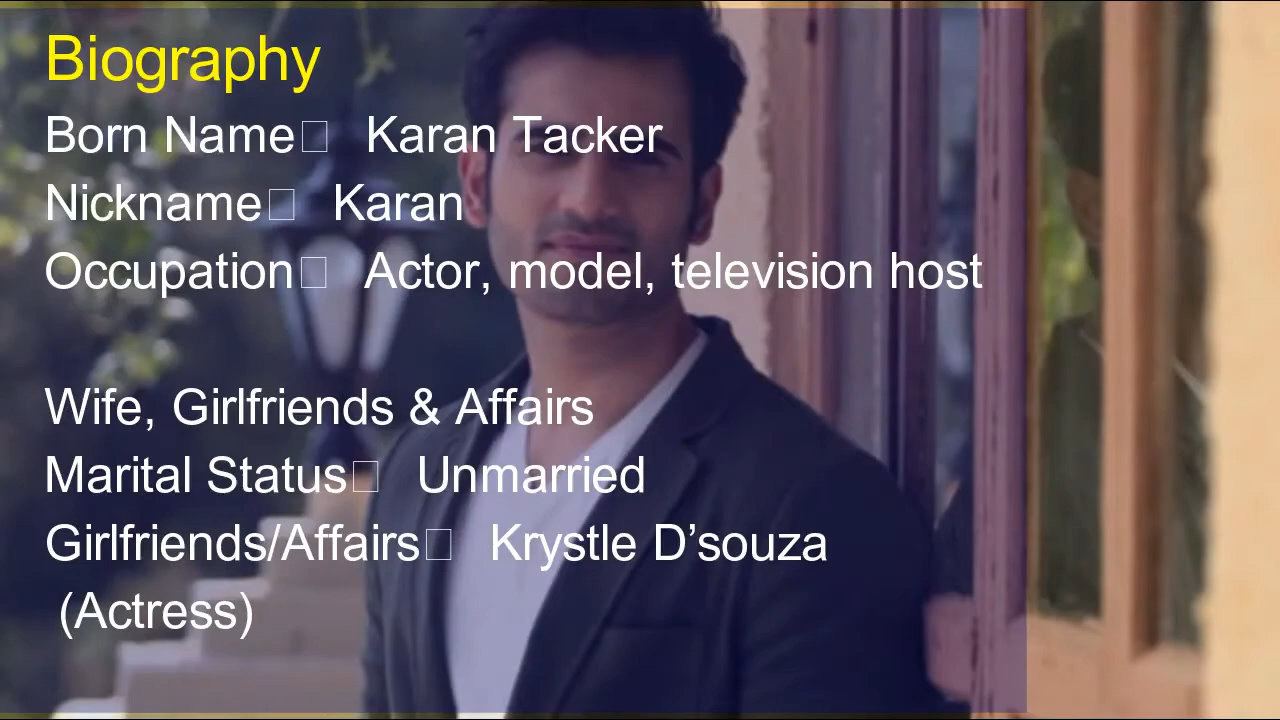 Biography
Born Name□ Karan Tacker
Nickname□ Karan
Occupation□ Actor, model, television host
Wife, Girlfriends & Affairs
Marital Status□ Unmarried
Girlfriends/Affairs□ Krystle D’souza
(Actress)